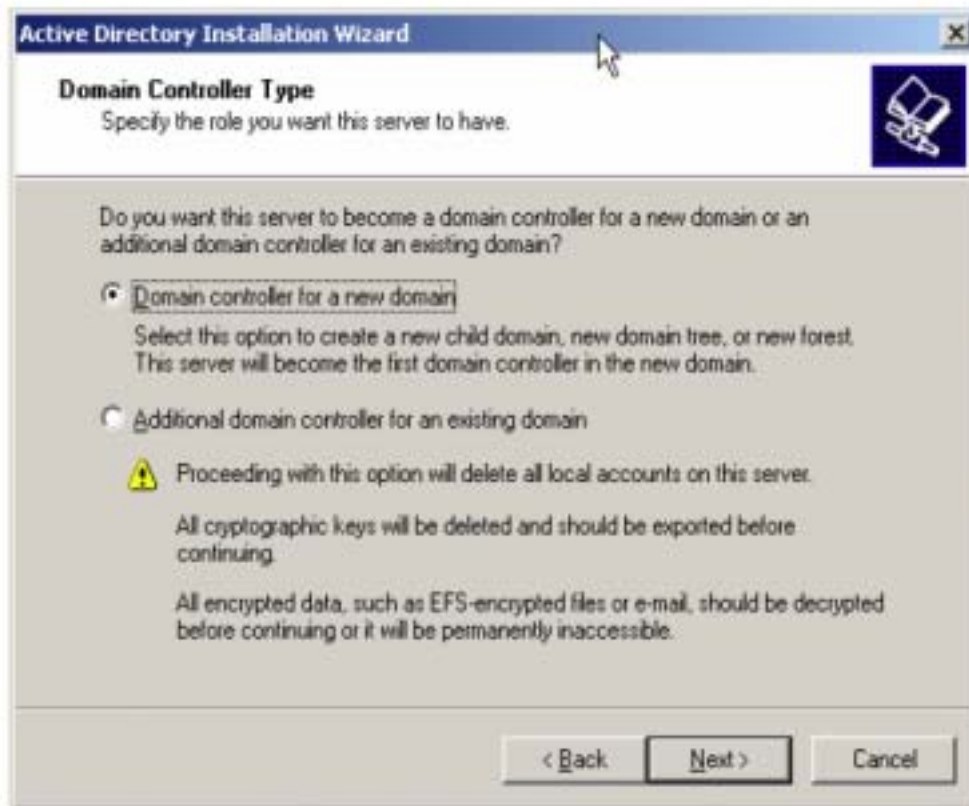 Active Directory Installation Wizard
Domain Controller Type
Specify the role you want this server to have.
Do you want this server to become a domain controller for a new domain or an
additional domain controller for an existing domain?
Domain controller for a new domain
Select this option to create a new child domain, new domain tree, or new forest.
This server will become the first domain controller in the new domain.
Additional domain controller for an existing domain
Proceeding with this option will delete all local accounts on this server.
All cryptographic keys will be deleted and should be exported before
continuing.
All encrypted data, such as EFS-encrypted files or e-mail, should be decrypted
before continuing or it will be permanently inaccessible.
< Back Next > Cancel